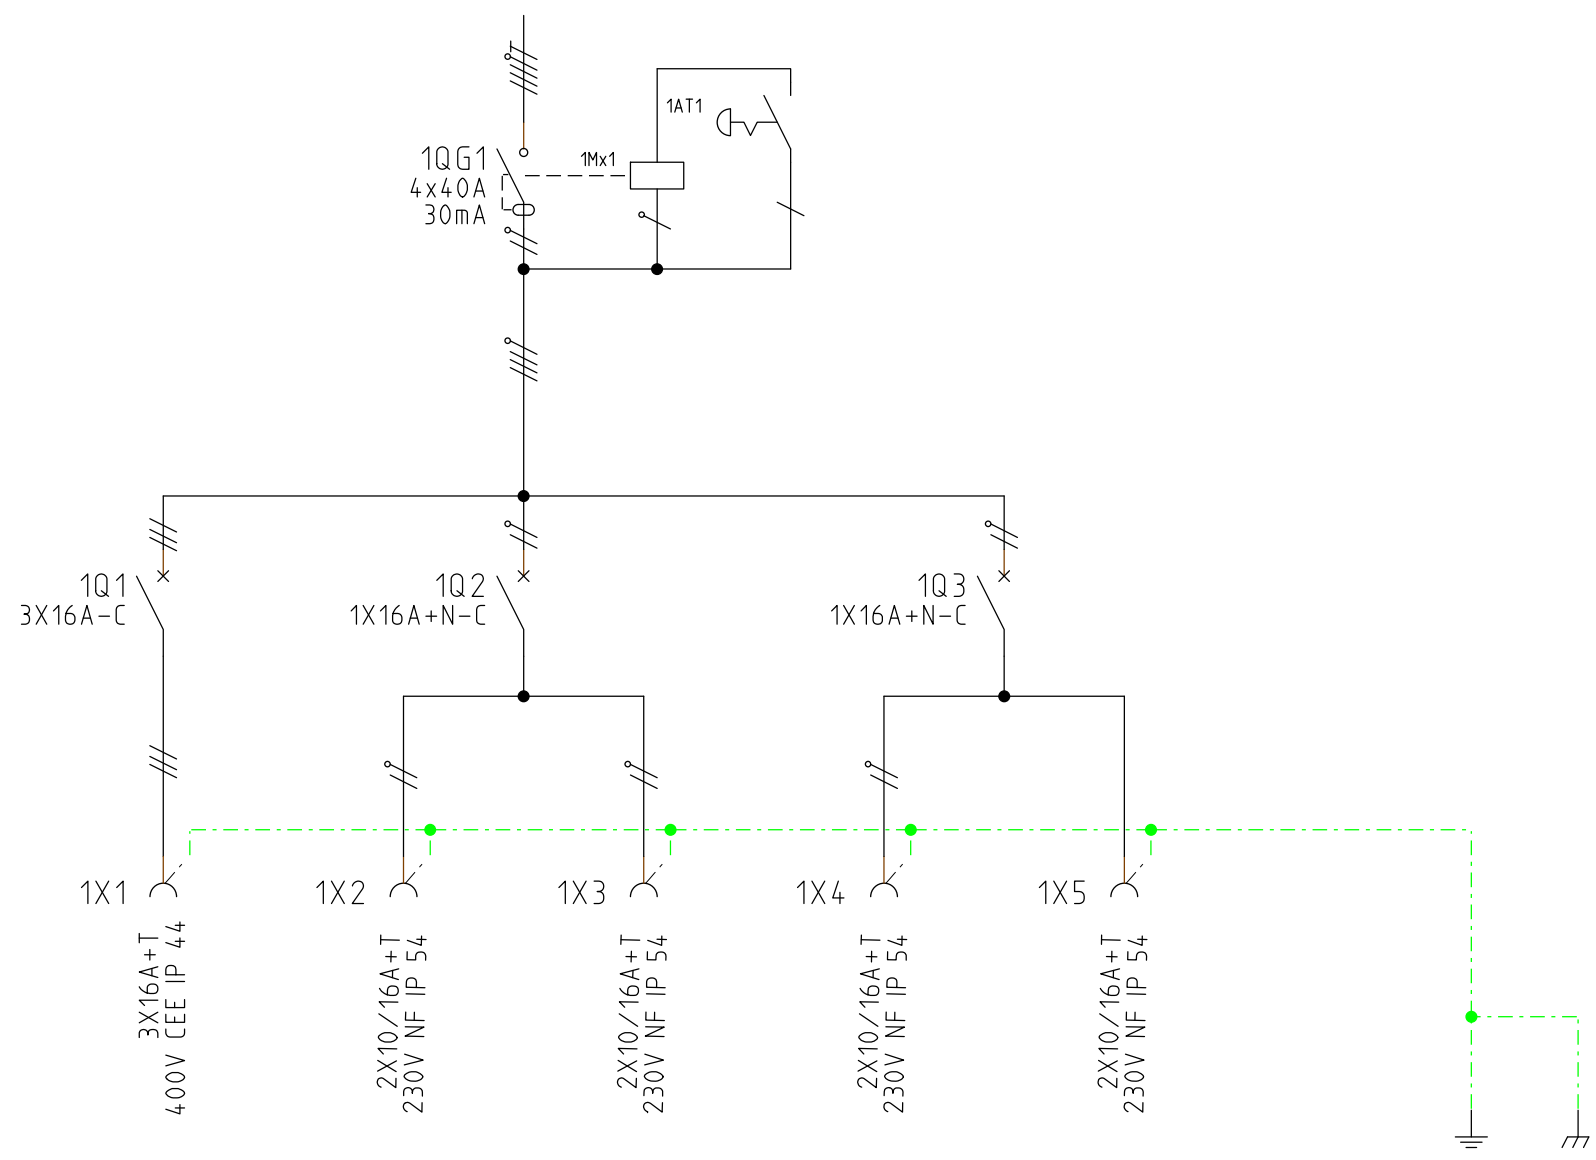 1AT1
1QG1
4x40A
30mA
1Mx1
1Q1
3X16A-C
1Q2
1X16A+N-C
1Q3
1X16A+N-C
1X1
1X2
1X3
1X4
1X5
3X16A+T
400V CEE IP 44
2X10/16A+T
230V NF IP 54
2X10/16A+T
230V NF IP 54
2X10/16A+T
230V NF IP 54
2X10/16A+T
230V NF IP 54